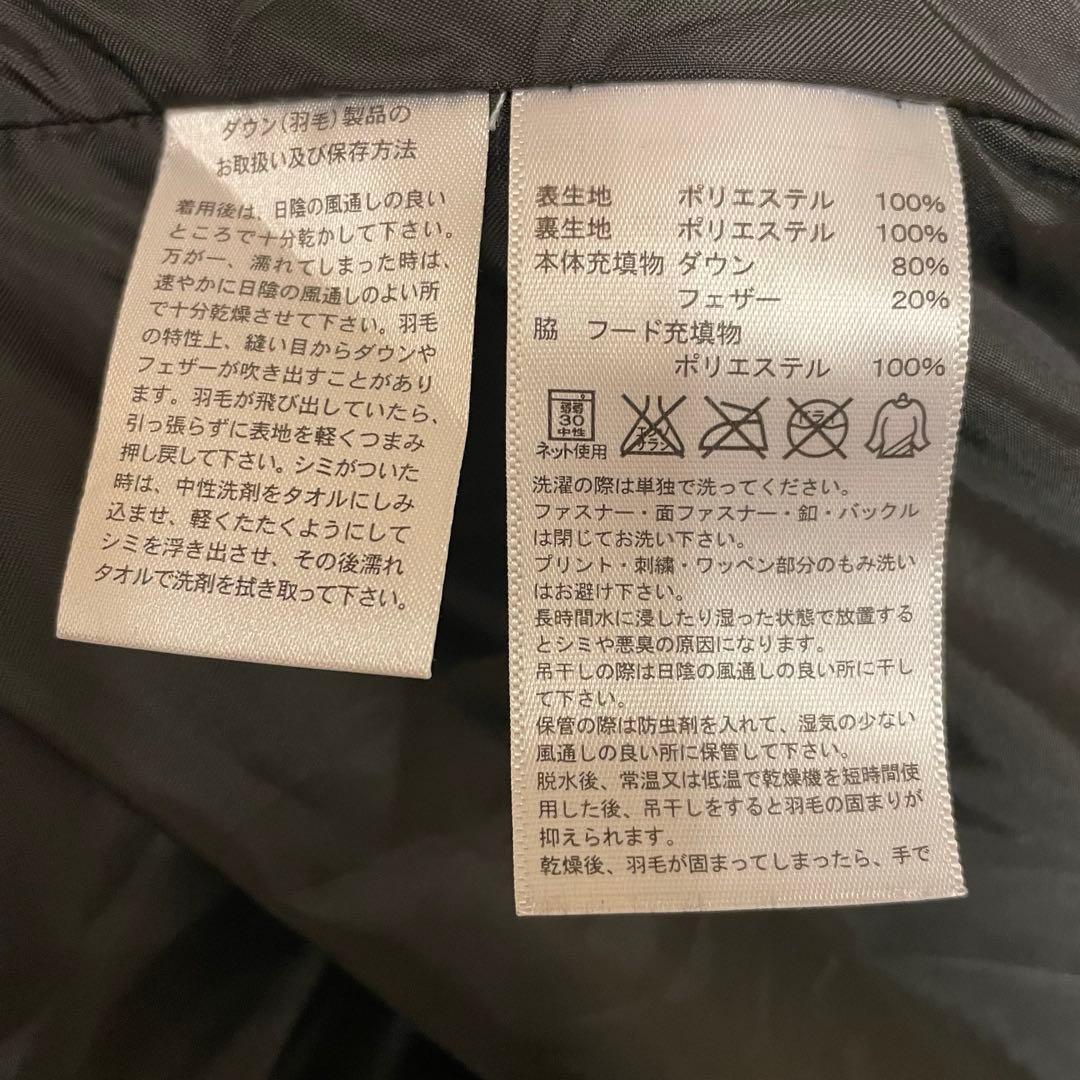 ダウン(羽毛)製品の
お取扱い及び保存方法
着用後は、日陰の風通しの良い
ところで十分乾かして下さい。
万が一、濡れてしまった時は、
速やかに日陰の風通しのよい所
で十分乾燥させて下さい。羽毛
の特性上、縫い目からダウンや
フェザーが吹き出すことがあり
ます。羽毛が飛び出していたら、
引っ張らずに表地を軽くつまみ
押し戻して下さい。シミがついた
時は、中性洗剤をタオルにしみ
込ませ、軽くたたくようにして
シミを浮き出させ、その後濡れ
タオルで洗剤を拭き取って下さい。
表生地 ポリエステル 100%
裏生地 ポリエステル 100%
本体充填物 ダウン 80%
フェザー 20%
脇 フード充填物
ポリエステル 100%
弱
30
中性
エンソ
サラシ
ドライ
ネット使用
洗濯の際は単独で洗ってください。
ファスナー・面ファスナー・釦・バックル
は閉じてお洗い下さい。
プリント・刺繍・ワッペン部分のもみ洗い
はお避け下さい。
長時間水に浸したり湿った状態で放置する
とシミや悪臭の原因になります。
吊干しの際は日陰の風通しの良い所に干し
て下さい。
保管の際は防虫剤を入れて、湿気の少ない
風通しの良い所に保管して下さい。
脱水後、常温又は低温で乾燥機を短時間使
用した後、吊干しをすると羽毛の固まりが
抑えられます。
乾燥後、羽毛が固まってしまったら、手で